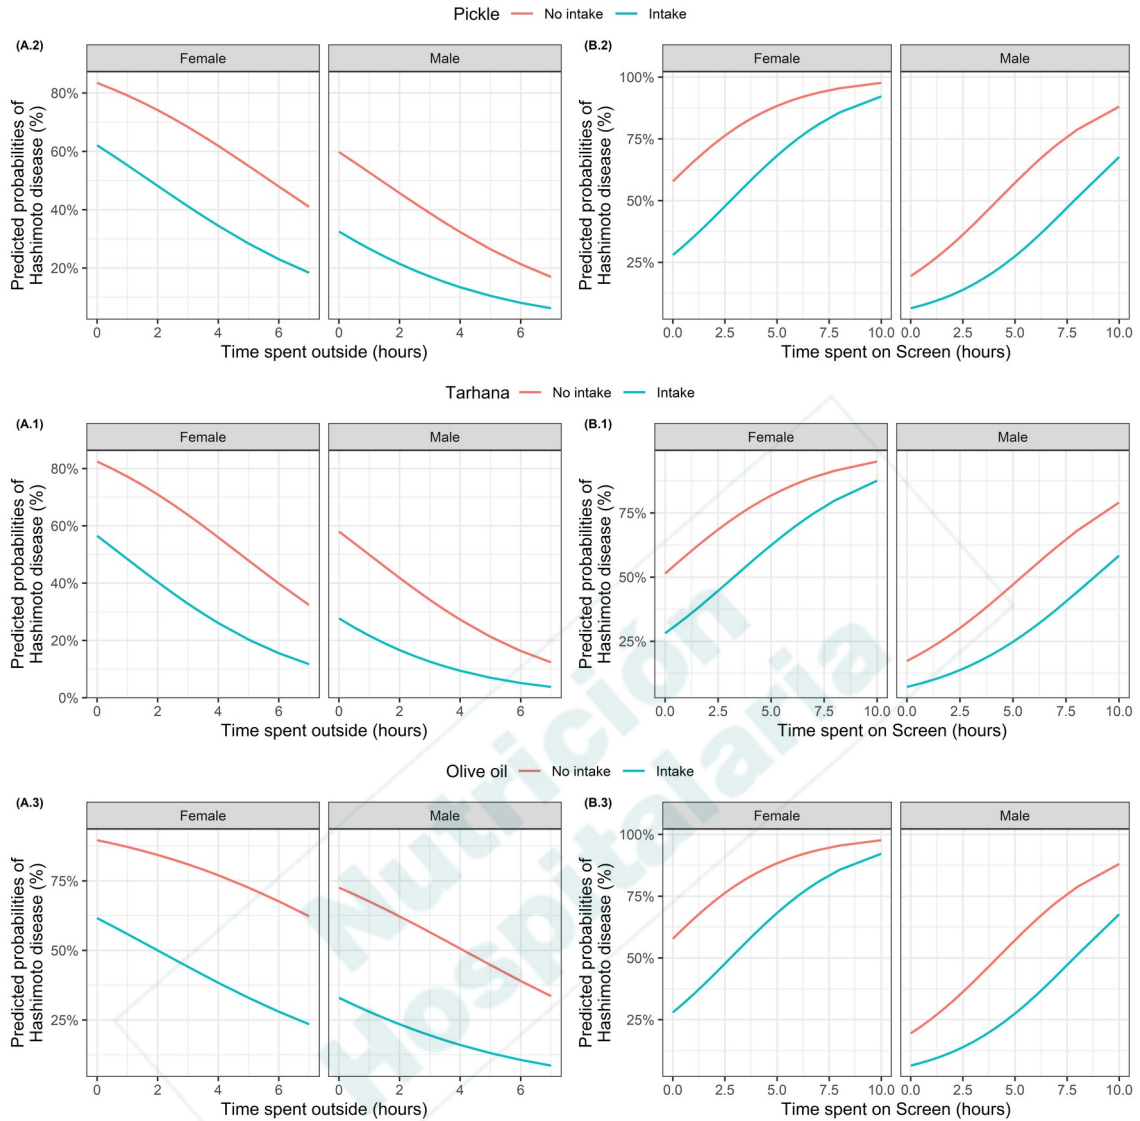 Pickle No intake Intake
(A.2) (B.2)
Female Male Female Male
Predicted probabilities of
Hashimoto disease (%)
80%
60%
40%
20%
0 2 4 6 0 2 4 6
Time spent outside (hours)
Predicted probabilities of
Hashimoto disease (%)
100%
75%
50%
25%
0.0 2.5 5.0 7.5 10.0 0.0 2.5 5.0 7.5 10.0
Time spent on Screen (hours)
Tarhana No intake Intake
(A.1) (B.1)
Female Male Female Male
Predicted probabilities of
Hashimoto disease (%)
80%
60%
40%
20%
0%
0 2 4 6 0 2 4 6
Time spent outside (hours)
Predicted probabilities of
Hashimoto disease (%)
75%
50%
25%
0.0 2.5 5.0 7.5 10.0 0.0 2.5 5.0 7.5 10.0
Time spent on Screen (hours)
Olive oil No intake Intake
(A.3) (B.3)
Female Male Female Male
Predicted probabilities of
Hashimoto disease (%)
75%
50%
25%
0 2 4 6 0 2 4 6
Time spent outside (hours)
Predicted probabilities of
Hashimoto disease (%)
100%
75%
50%
25%
0.0 2.5 5.0 7.5 10.0 0.0 2.5 5.0 7.5 10.0
Time spent on Screen (hours)
Nutrición
Hospitalaria